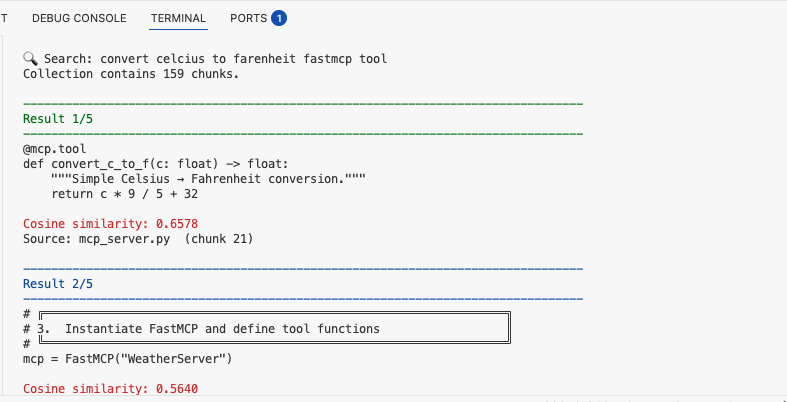 T DEBUG CONSOLE TERMINAL PORTS 1
🔍 Search: convert celcius to farenheit fastmcp tool
Collection contains 159 chunks.
Result 1/5
@mcp.tool
def convert_c_to_f(c: float) -> float:
    """Simple Celsius → Fahrenheit conversion."""
    return c * 9 / 5 + 32
Cosine similarity: 0.6578
Source: mcp_server.py  (chunk 21)
Result 2/5
#
# 3.  Instantiate FastMCP and define tool functions
#
mcp = FastMCP("WeatherServer")
Cosine similarity: 0.5640